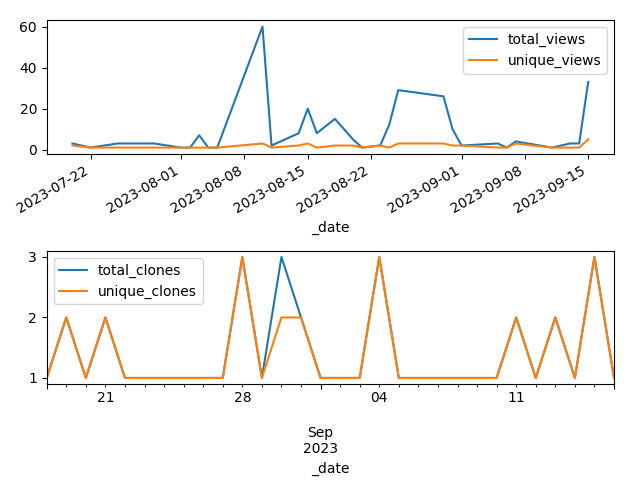 60
40
20
0
total_views
unique_views
2023-07-22
2023-08-01
2023-08-08
2023-08-15
2023-08-22
2023-09-01
2023-09-08
2023-09-15
_date
3
2
1
total_clones
unique_clones
21
28
04
11
Sep
2023
_date